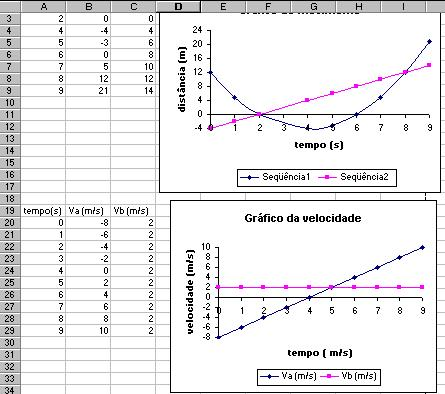 A B C D E F G H I
3 2 0 0
4 4 -4 4
5 5 -3 6
6 6 0 8
7 7 5 10
8 8 12 12
9 9 21 14
10
11
12
13
14
15
16
17
18
19 tempo(s) Va (m/s) Vb (m/s)
20 0 -8 2
21 1 -6 2
22 2 -4 2
23 3 -2 2
24 4 0 2
25 5 2 2
26 6 4 2
27 7 6 2
28 8 8 2
29 9 10 2
30
31
32
33
34
distância (m)
24
20
16
12
8
4
0
-4
0 1 2 3 4 5 6 7 8 9
tempo (s)
Seqüência1 Seqüência2
Gráfico da velocidade
velocidade (m/s)
10
8
6
4
2
0
-2
-4
-6
-8
0 1 2 3 4 5 6 7 8 9
tempo ( m/s)
Va (m/s) Vb (m/s)